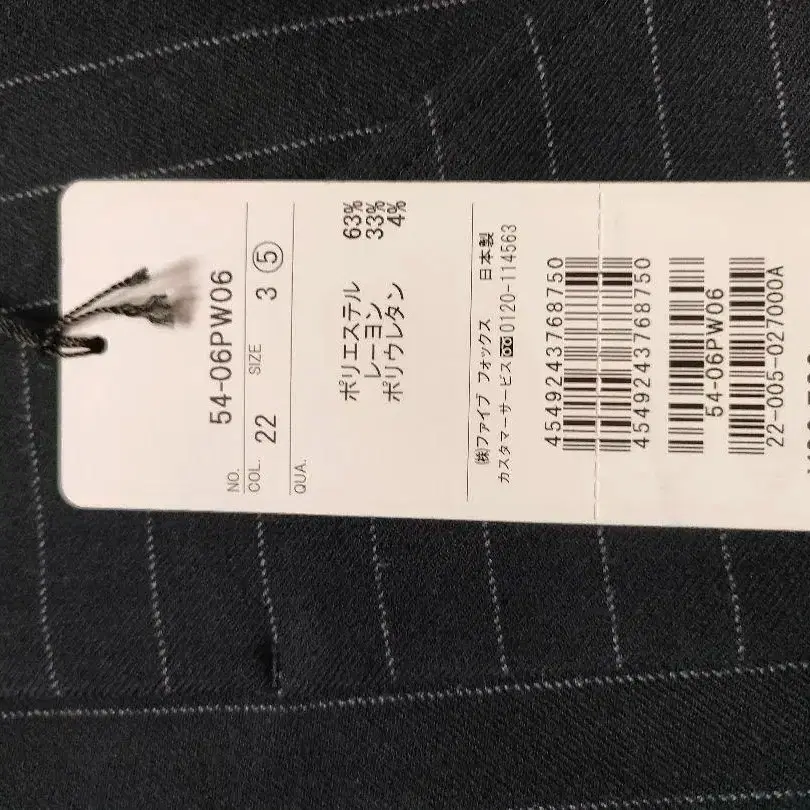 NO. 54-06PW06
COL. 22 SIZE 3 ⑤
QUA.
ポリエステル 63%
レーヨン 33%
ポリウレタン 4%
㈱ファイブ フォックス 日本製
カスタマーサービス 0120-114563
4549243768750
4549243768750
54-06PW06
22-005-027000A